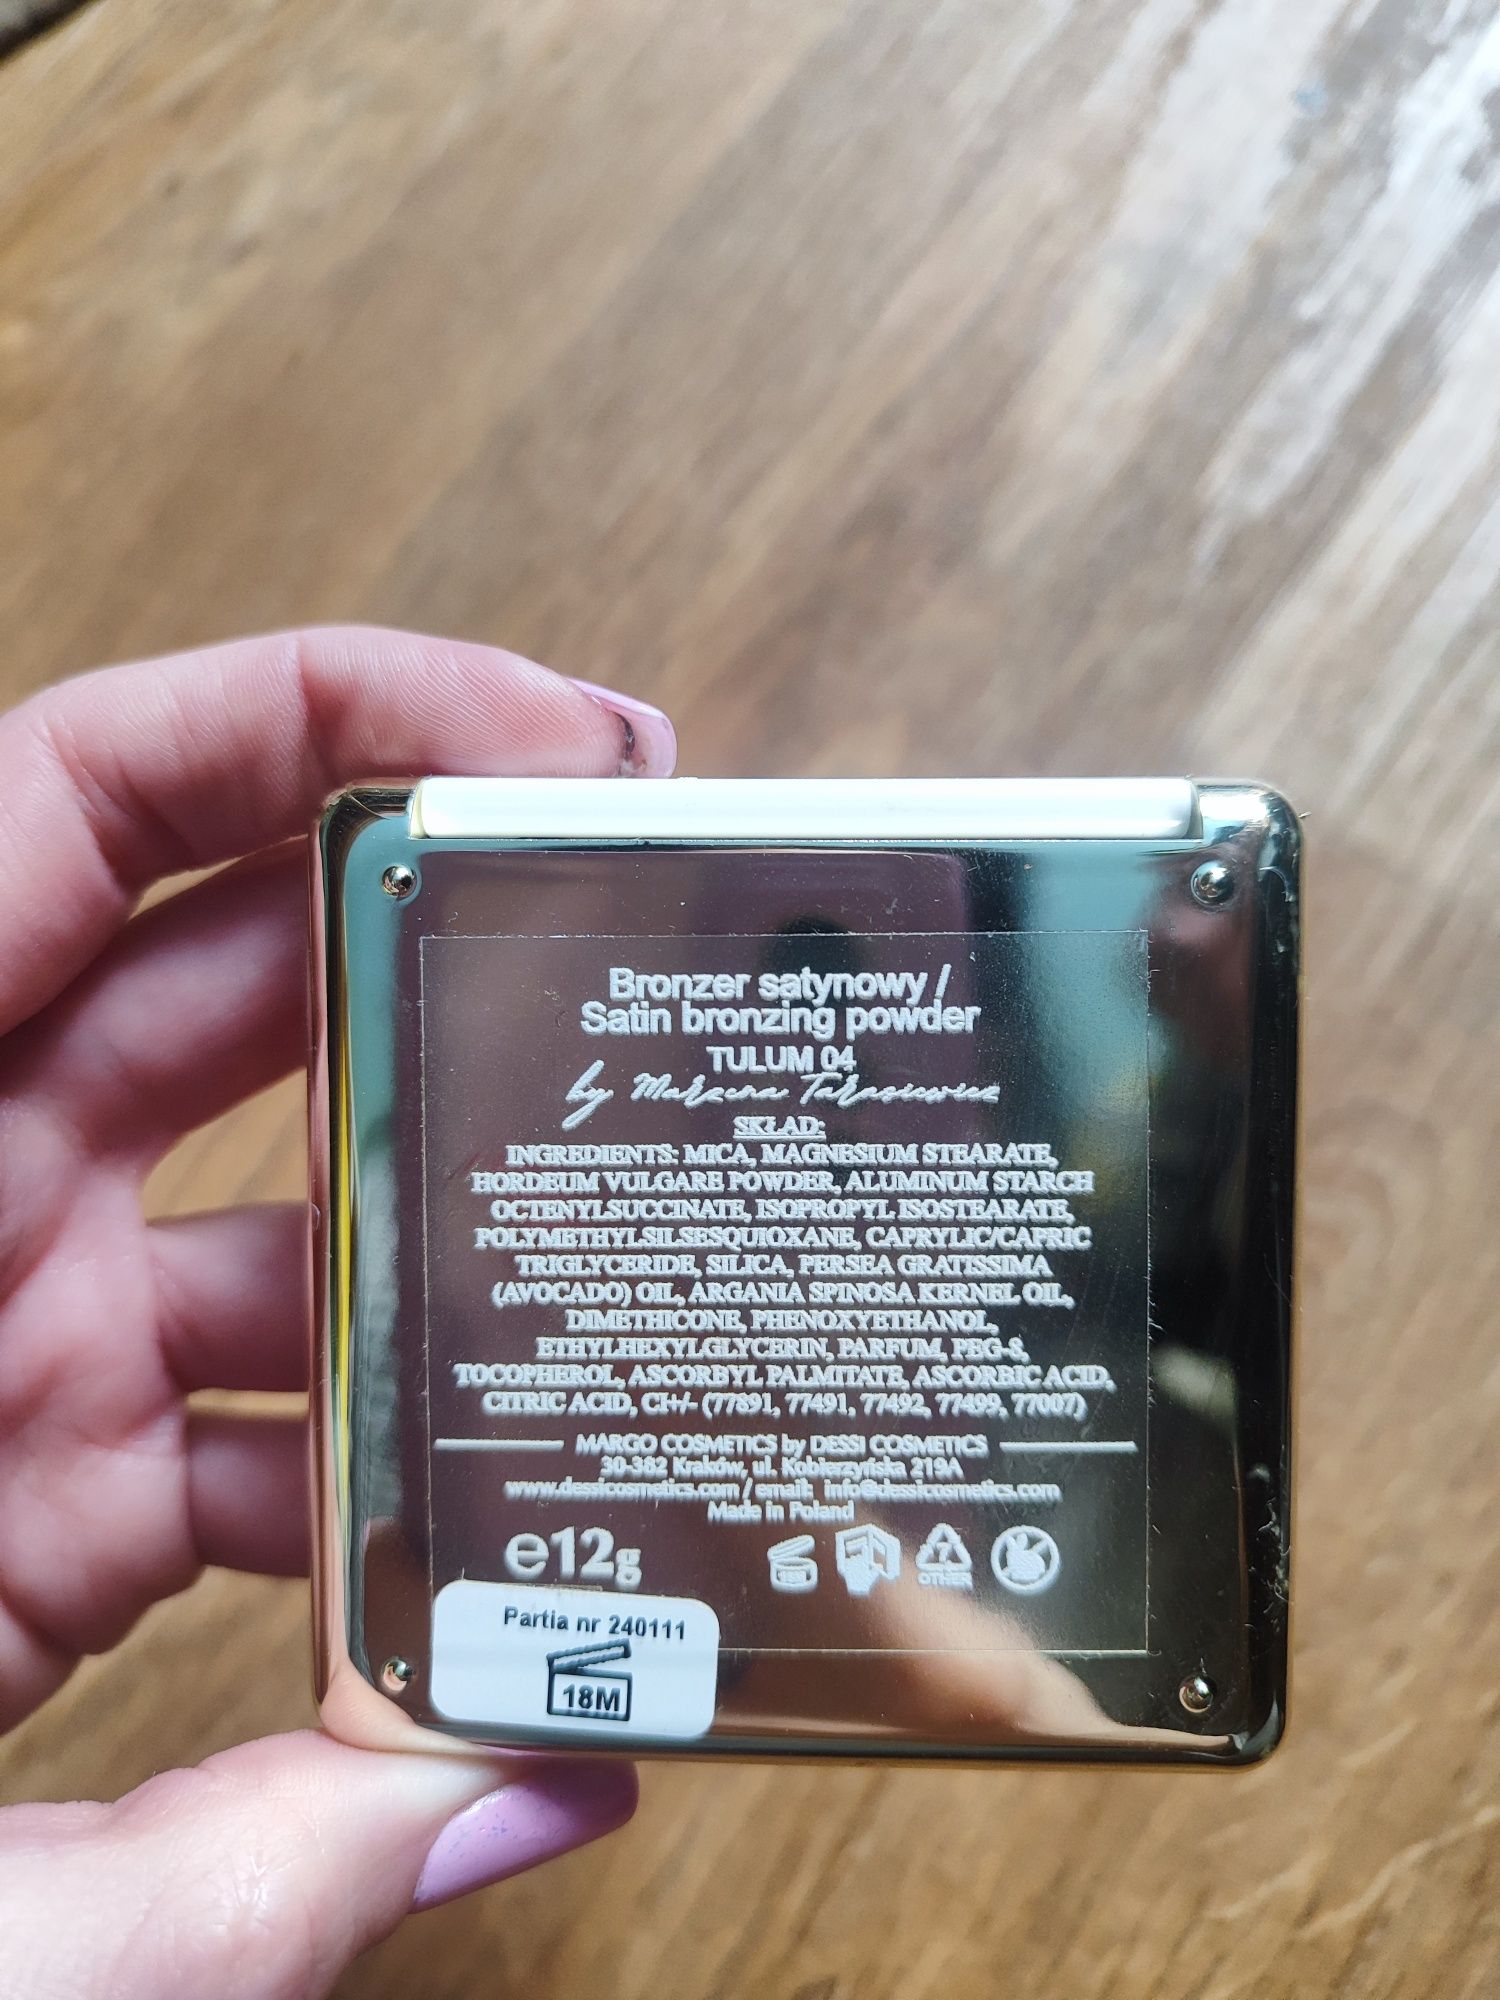 Bronzer satynowy /
Satin bronzing powder
TULUM 04
by Marzena Tarasiewicz
SKŁAD:
INGREDIENTS: MICA, MAGNESIUM STEARATE,
HORDEUM VULGARE POWDER, ALUMINUM STARCH
OCTENYLSUCCINATE, ISOPROPYL ISOSTEARATE,
POLYMETHYLSILSESQUIOXANE, CAPRYLIC/CAPRIC
TRIGLYCERIDE, SILICA, PERSEA GRATISSIMA
(AVOCADO) OIL, ARGANIA SPINOSA KERNEL OIL,
DIMETHICONE, PHENOXYETHANOL,
ETHYLHEXYLGLYCERIN, PARFUM, PEG-8,
TOCOPHEROL, ASCORBYL PALMITATE, ASCORBIC ACID,
CITRIC ACID, CI+/- (77891, 77491, 77492, 77499, 77007)
MARGO COSMETICS by DESSI COSMETICS
30-382 Kraków, ul. Kobierzyńska 219A
www.dessicosmetics.com / email: info@dessicosmetics.com
Made in Poland
e12g
18M
OTHER
Partia nr 240111
18M